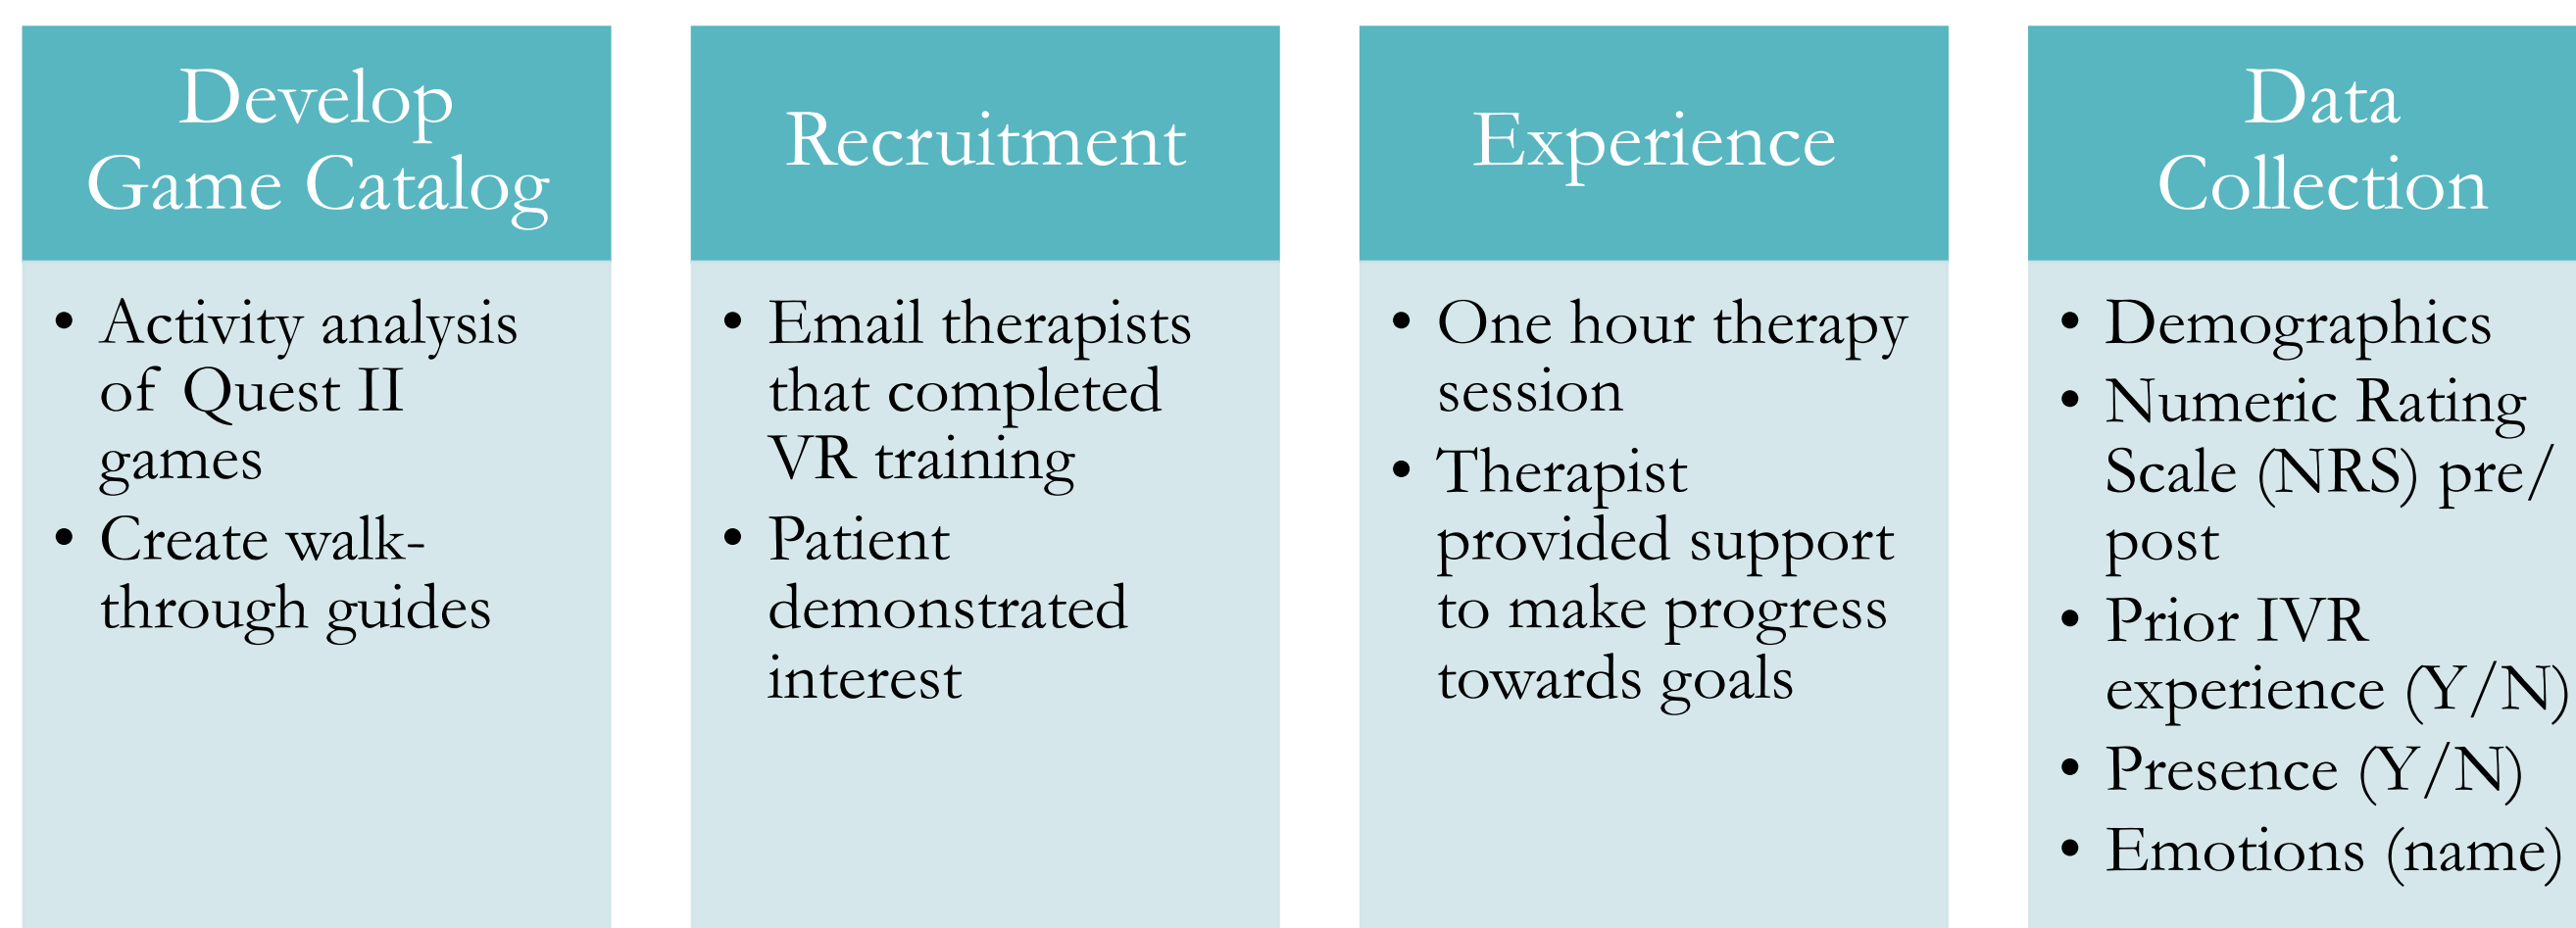 Develop
Game Catalog
• Activity analysis
of Quest II
games
• Create walk-
through guides
Recruitment
• Email therapists
that completed
VR training
• Patient
demonstrated
interest
Experience
• One hour therapy
session
• Therapist
provided support
to make progress
towards goals
Data
Collection
• Demographics
• Numeric Rating
Scale (NRS) pre/
post
• Prior IVR
experience (Y/N)
• Presence (Y/N)
• Emotions (name)